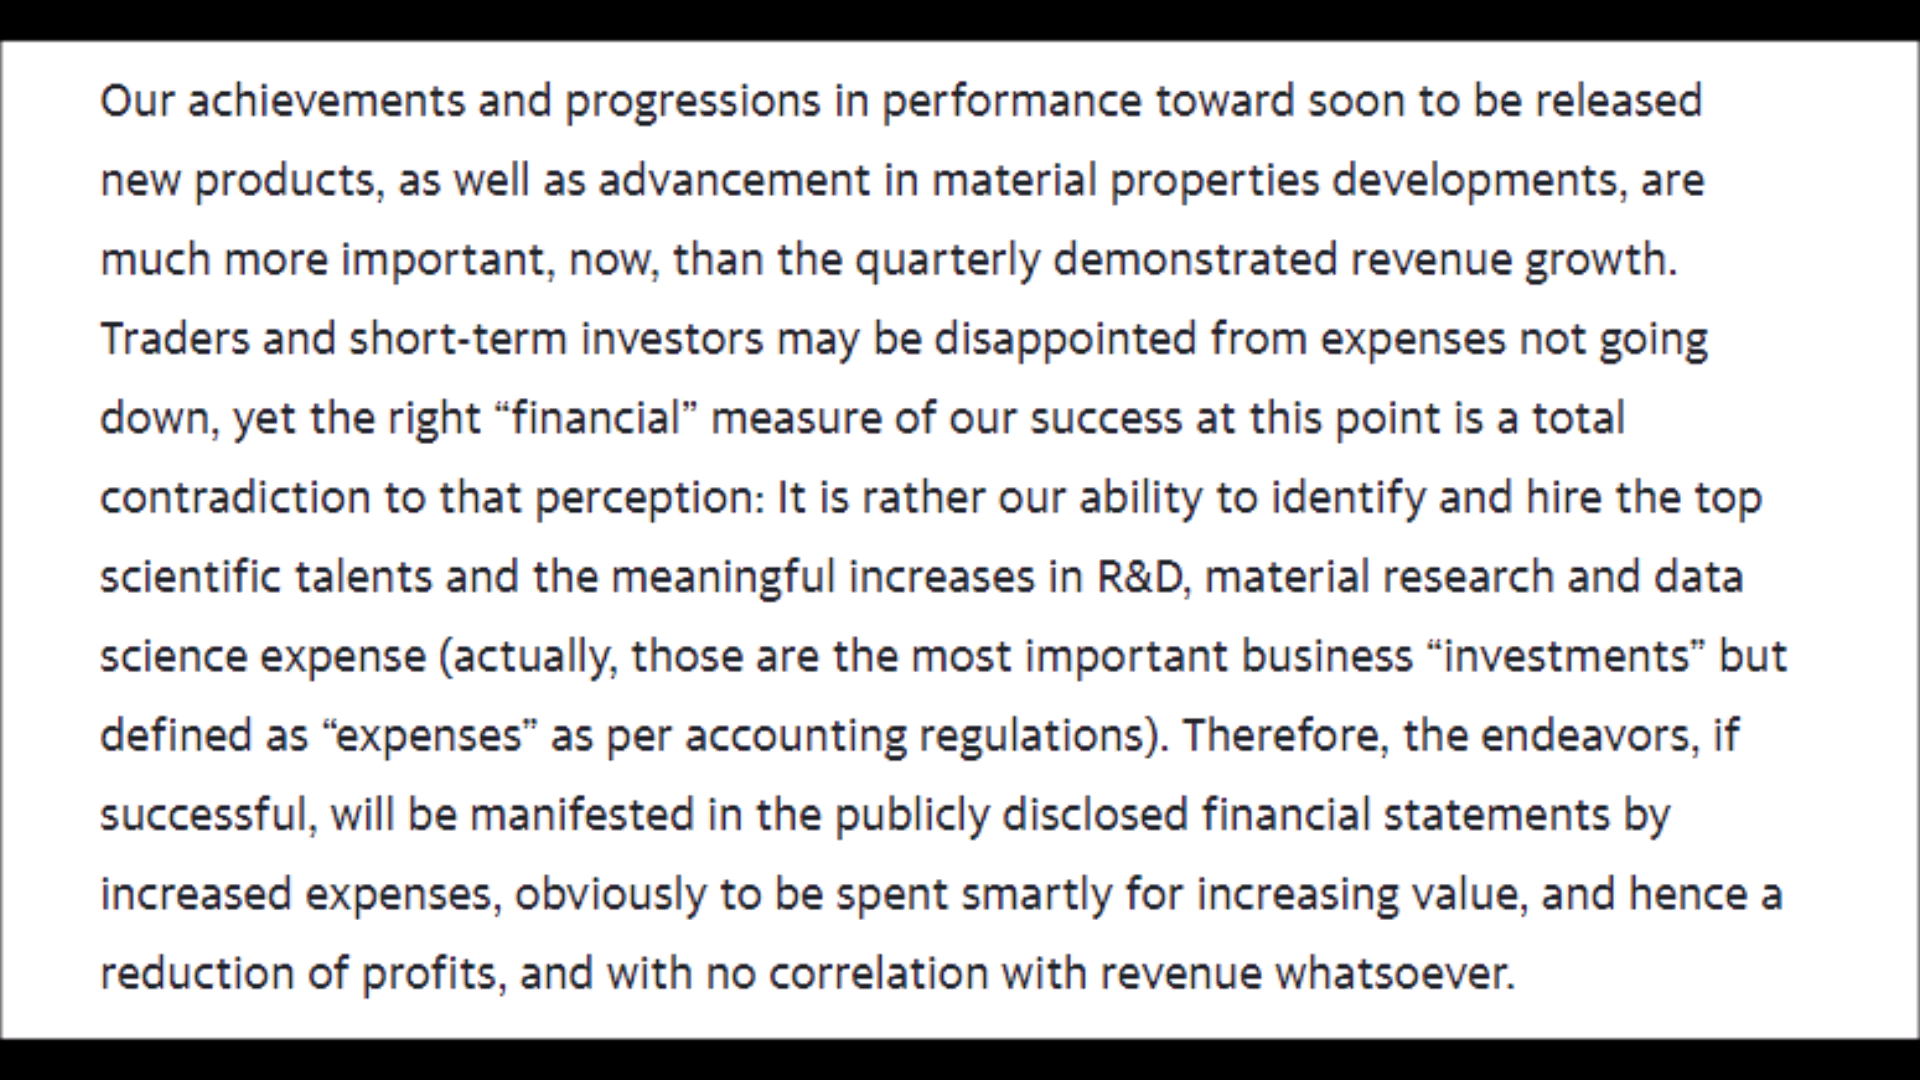 Our achievements and progressions in performance toward soon to be released
new products, as well as advancement in material properties developments, are
much more important, now, than the quarterly demonstrated revenue growth.
Traders and short-term investors may be disappointed from expenses not going
down, yet the right “financial” measure of our success at this point is a total
contradiction to that perception: It is rather our ability to identify and hire the top
scientific talents and the meaningful increases in R&D, material research and data
science expense (actually, those are the most important business “investments” but
defined as “expenses” as per accounting regulations). Therefore, the endeavors, if
successful, will be manifested in the publicly disclosed financial statements by
increased expenses, obviously to be spent smartly for increasing value, and hence a
reduction of profits, and with no correlation with revenue whatsoever.